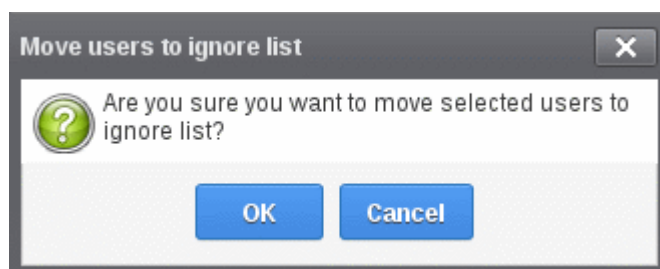 Move users to ignore list
Are you sure you want to move selected users to
ignore list?
OK
Cancel